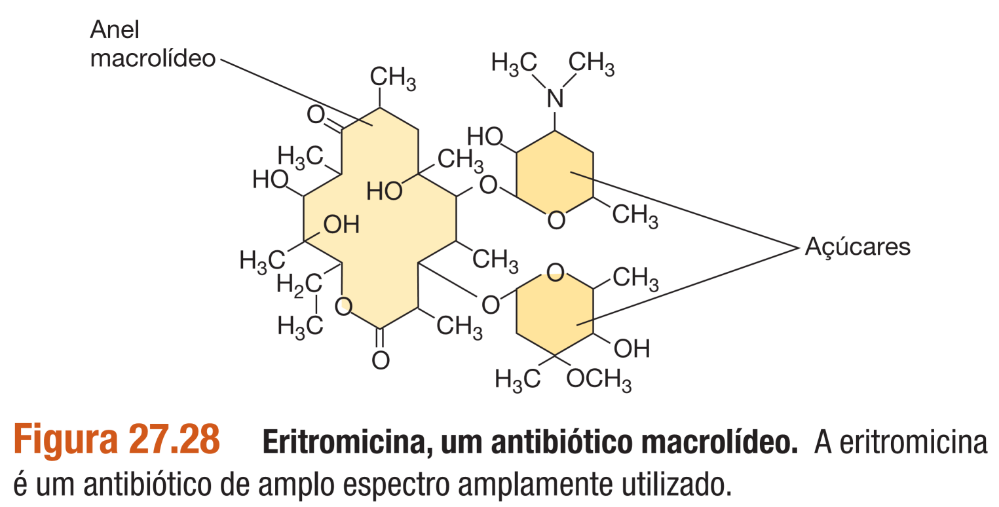 Anel
macrolídeo
CH₃
H₃C CH₃
N
O
HO
H₃C
CH₃
HO
O
HO
OH
CH₃
O
H₃C
CH₃
Açúcares
O
CH₃
H₂C
O
O
H₃C
CH₃
OH
O
H₃C OCH₃
Figura 27.28 Eritromicina, um antibiótico macrolídeo. A eritromicina
é um antibiótico de amplo espectro amplamente utilizado.